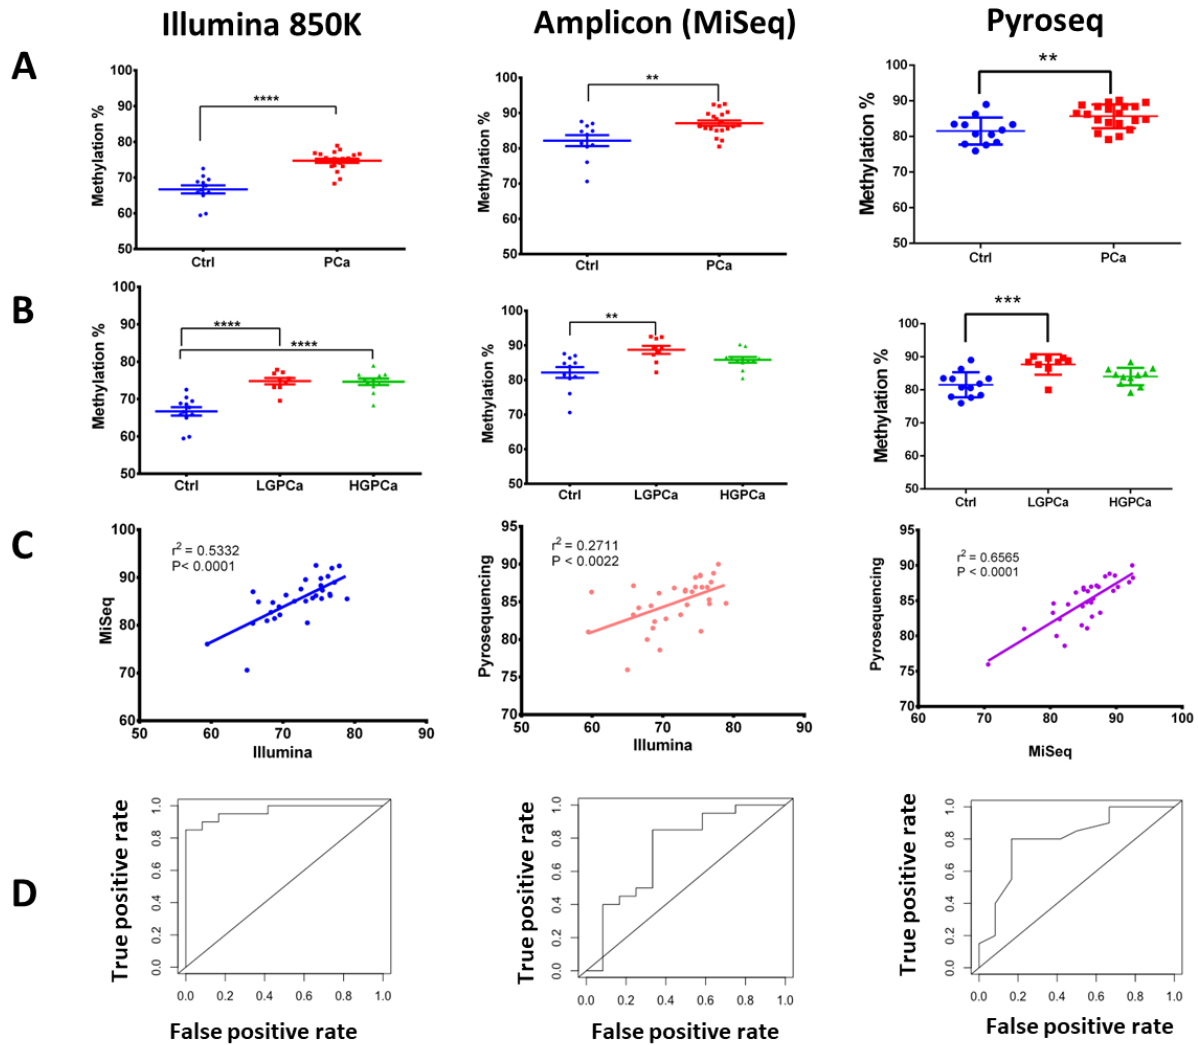 Illumina 850K
Amplicon (MiSeq)
Pyroseq
A
Methylation %
100
90
80
70
60
50
****
Ctrl
PCa
Methylation %
100
90
80
70
60
50
**
Ctrl
PCa
Methylation %
100
90
80
70
60
50
**
Ctrl
PCa
B
Methylation %
100
90
80
70
60
50
****
****
Ctrl
LGPCa
HGPCa
Methylation %
100
90
80
70
60
50
**
Ctrl
LGPCa
HGPCa
Methylation %
100
90
80
70
60
50
***
Ctrl
LGPCa
HGPCa
C
MiSeq
100
90
80
70
60
r² = 0.5332
P< 0.0001
50
60
70
80
90
Illumina
Pyrosequencing
95
90
85
80
75
70
r² = 0.2711
P< 0.0022
50
60
70
80
90
Illumina
Pyrosequencing
95
90
85
80
75
70
r² = 0.6565
P< 0.0001
60
70
80
90
100
MiSeq
D
True positive rate
1.0
0.8
0.6
0.4
0.2
0.0
0.0
0.2
0.4
0.6
0.8
1.0
False positive rate
True positive rate
1.0
0.8
0.6
0.4
0.2
0.0
0.0
0.2
0.4
0.6
0.8
1.0
False positive rate
True positive rate
1.0
0.8
0.6
0.4
0.2
0.0
0.0
0.2
0.4
0.6
0.8
1.0
False positive rate